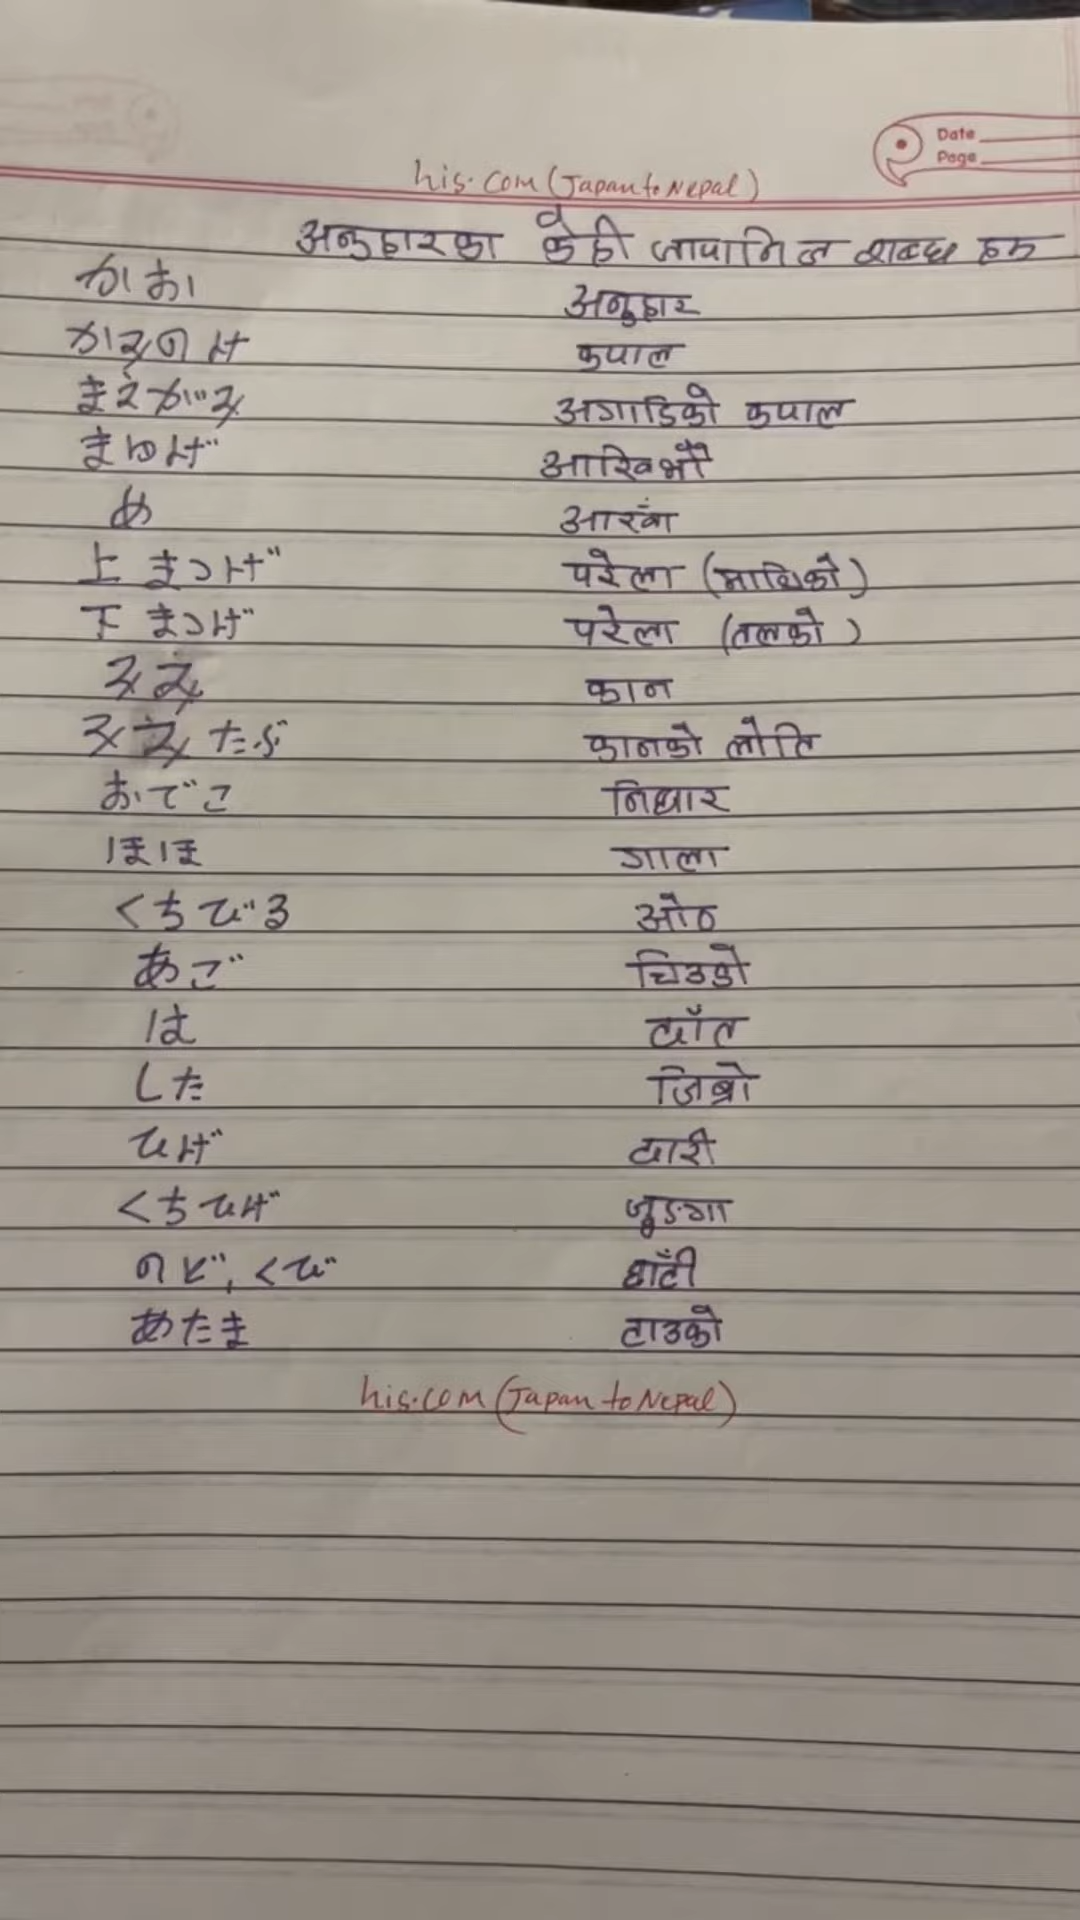 Date
Page
his.com (Japan to Nepal)
अनुहारका केही जापानिज शब्द हरु
かお अनुहार
かみのけ कपाल
まえがみ अगाडिको कपाल
まゆげ आखिभौ
め आखाँ
上 まつげ परेला (माथिको)
下 まつげ परेला (तलको)
みみ कान
みみたぶ कानको लोति
おでこ निधार
ほほ गाला
くちびる ओठ
あご चिउडो
は दाँत
した जिब्रो
ひげ दारी
くちひげ जुङ्गा
のど, くび घाँटी
あたま टाउको
his.com (Japan to Nepal)